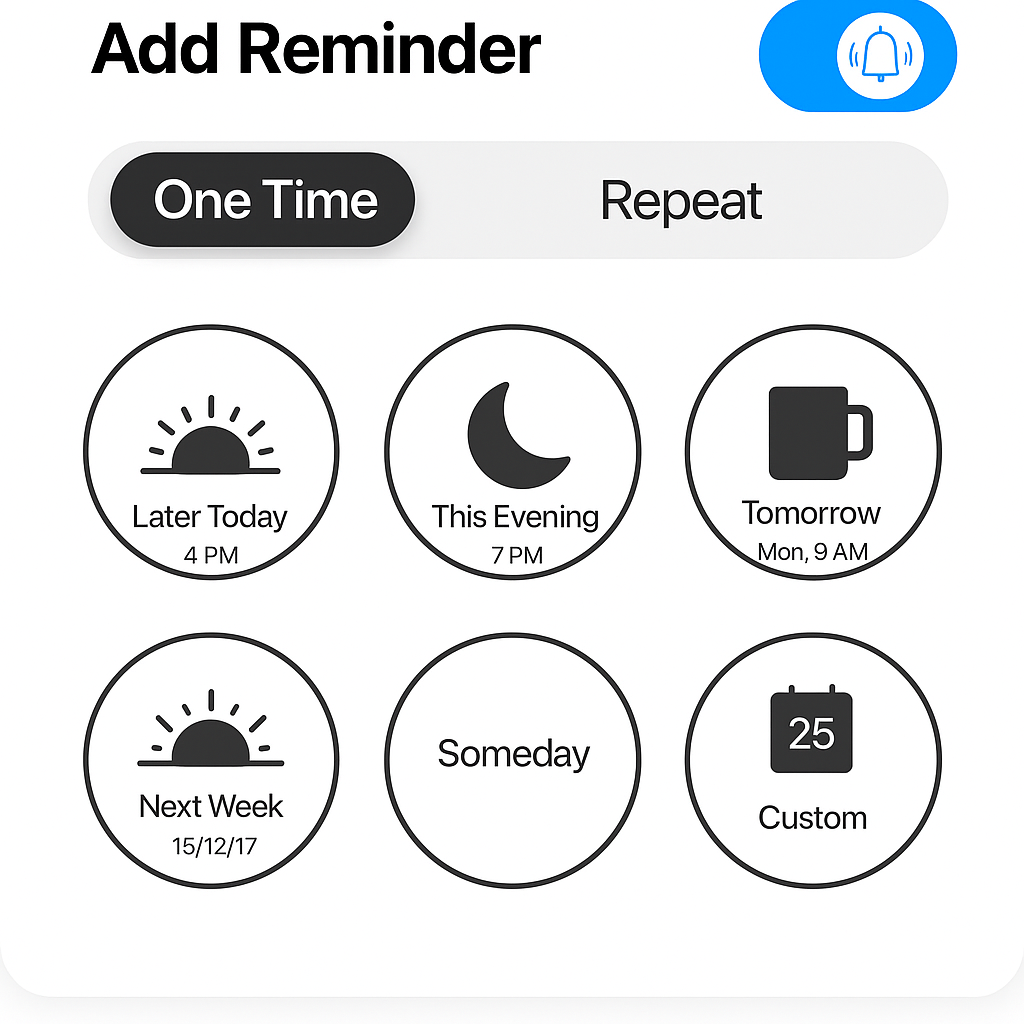 Add Reminder
One Time
Repeat
Later Today
4 PM
This Evening
7 PM
Tomorrow
Mon, 9 AM
Next Week
15/12/17
Someday
25
Custom